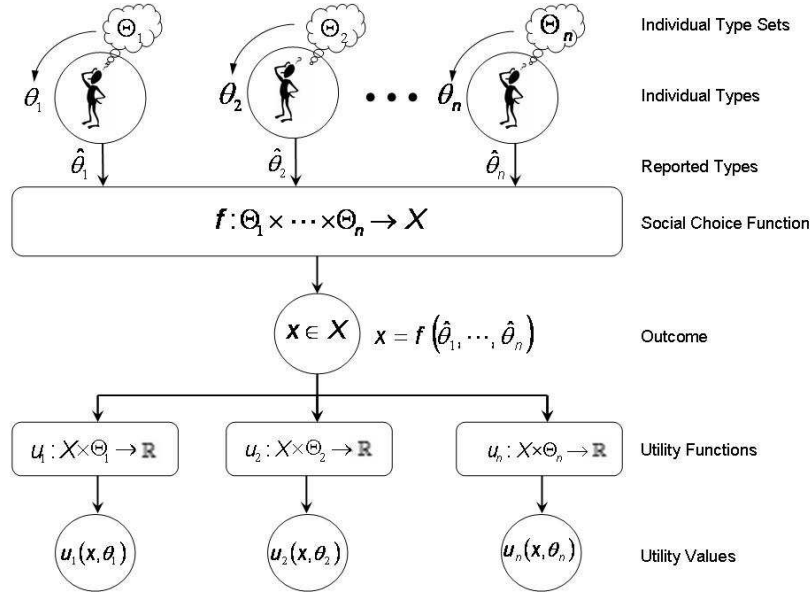 Θ₁ Θ₂ Θₙ Individual Type Sets
θ₁ θ₂ • • • θₙ Individual Types
θ̂₁ θ̂₂ θ̂ₙ Reported Types
f : Θ₁ × ⋯ × Θₙ → X Social Choice Function
x ∈ X x = f (θ̂₁, ⋯, θ̂ₙ) Outcome
u₁ : X×Θ₁ → ℝ u₂ : X×Θ₂ → ℝ uₙ : X×Θₙ → ℝ Utility Functions
u₁(x,θ₁) u₂(x,θ₂) uₙ(x,θₙ) Utility Values